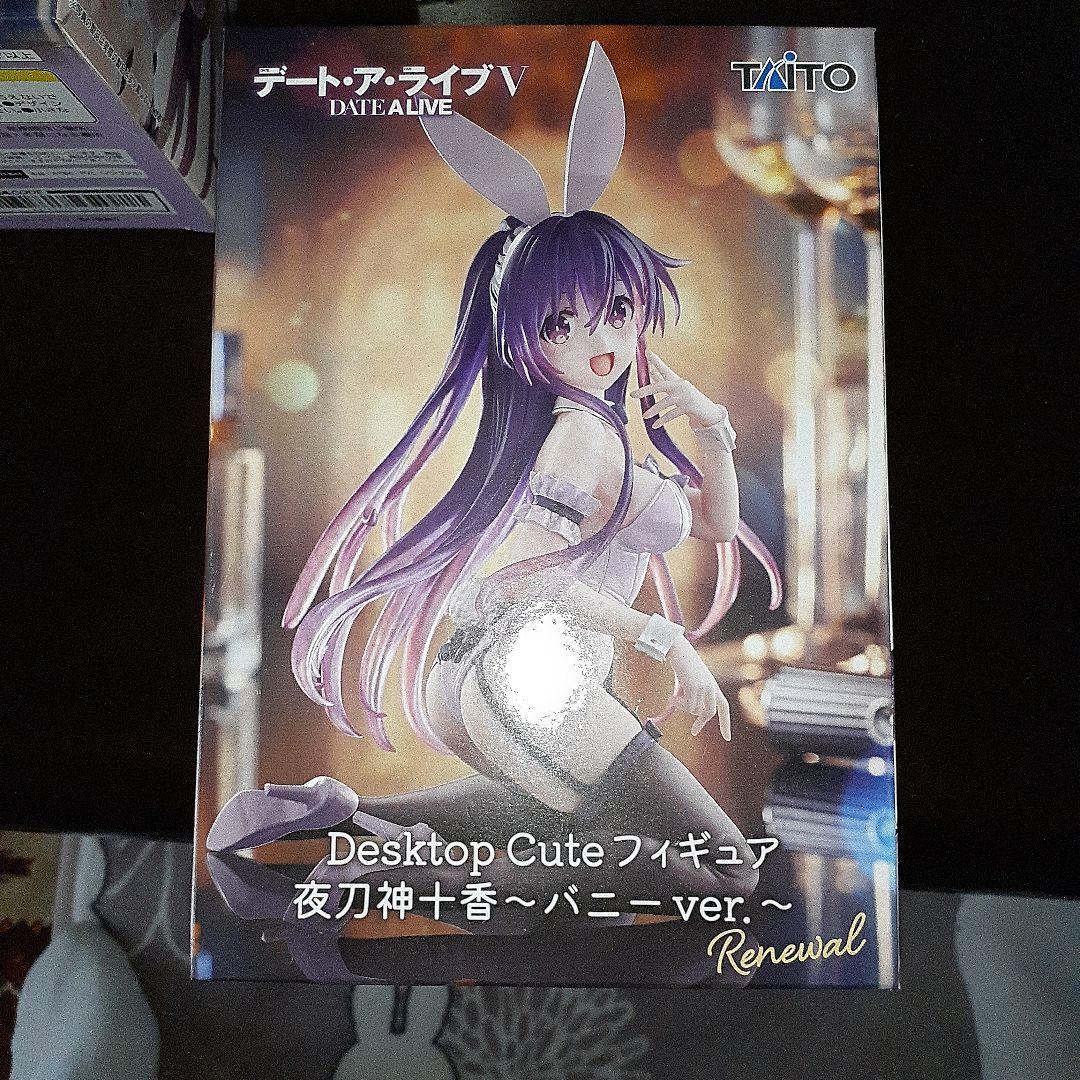 デート・ア・ライブV
DATE A LIVE
TAITO
Desktop Cuteフィギュア
夜刀神十香～バニーver.～
Renewal